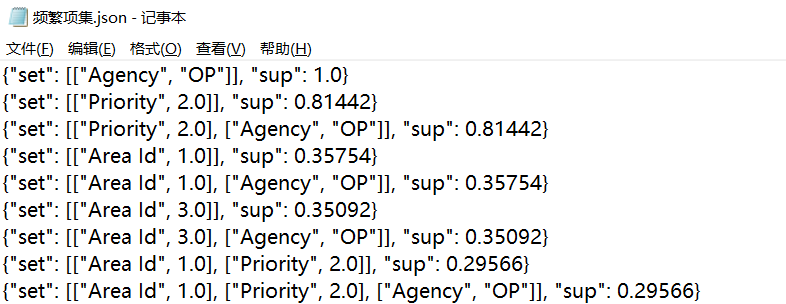 频繁项集.json - 记事本
文件(F) 编辑(E) 格式(O) 查看(V) 帮助(H)
{"set": [["Agency", "OP"]], "sup": 1.0}
{"set": [["Priority", 2.0]], "sup": 0.81442}
{"set": [["Priority", 2.0], ["Agency", "OP"]], "sup": 0.81442}
{"set": [["Area Id", 1.0]], "sup": 0.35754}
{"set": [["Area Id", 1.0], ["Agency", "OP"]], "sup": 0.35754}
{"set": [["Area Id", 3.0]], "sup": 0.35092}
{"set": [["Area Id", 3.0], ["Agency", "OP"]], "sup": 0.35092}
{"set": [["Area Id", 1.0], ["Priority", 2.0]], "sup": 0.29566}
{"set": [["Area Id", 1.0], ["Priority", 2.0], ["Agency", "OP"]], "sup": 0.29566}